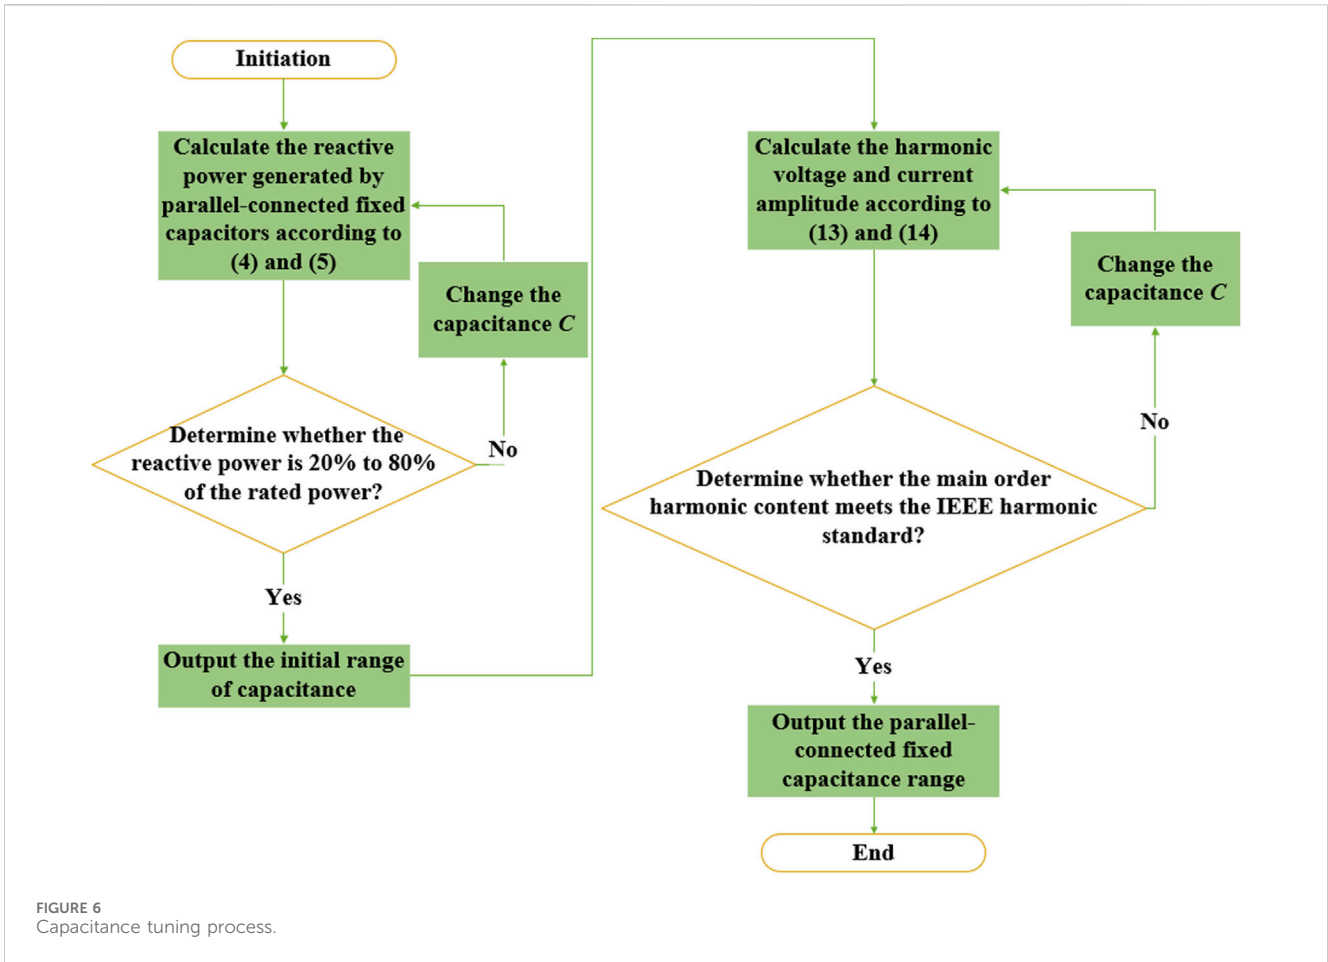 Initiation
Calculate the reactive
power generated by
parallel-connected fixed
capacitors according to
(4) and (5)
Change the
capacitance C
Determine whether the
reactive power is 20% to 80%
of the rated power?
No
Yes
Output the initial range
of capacitance
Calculate the harmonic
voltage and current
amplitude according to
(13) and (14)
Change the
capacitance C
No
Determine whether the main order
harmonic content meets the IEEE harmonic
standard?
Yes
Output the parallel-
connected fixed
capacitance range
End
FIGURE 6
Capacitance tuning process.